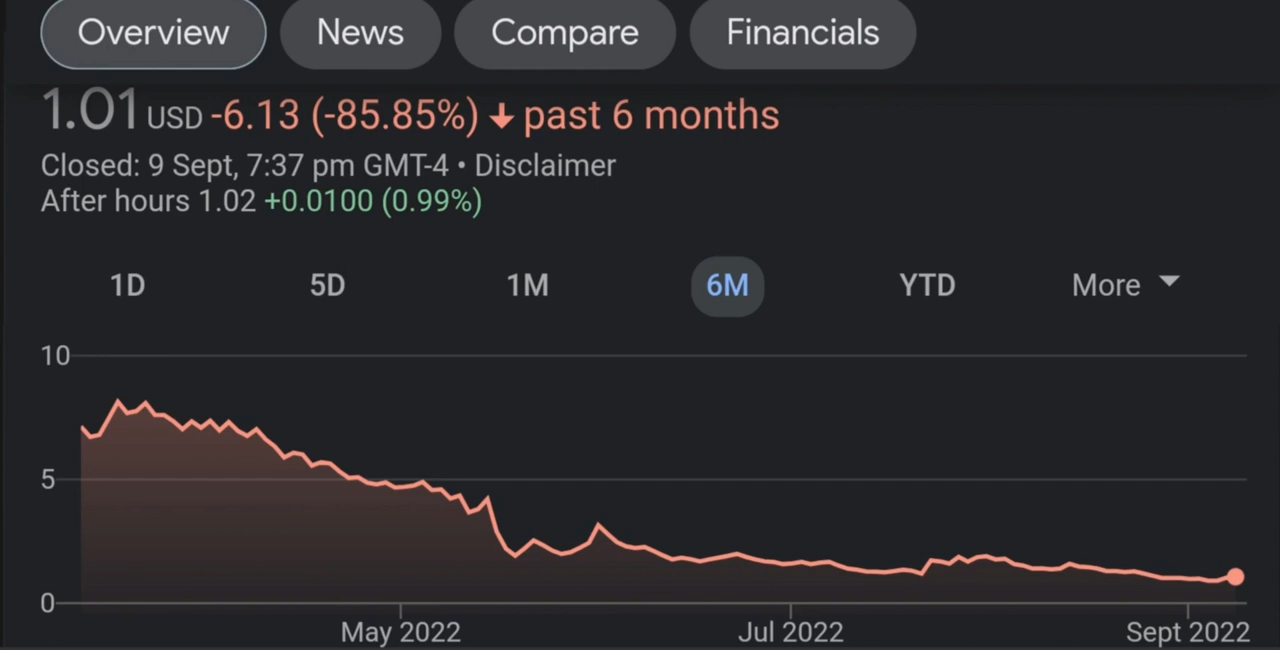 Overview News Compare Financials
1.01 USD -6.13 (-85.85%) ↓ past 6 months
Closed: 9 Sept, 7:37 pm GMT-4 • Disclaimer
After hours 1.02 +0.0100 (0.99%)
1D 5D 1M 6M YTD More
10
5
0
May 2022 Jul 2022 Sept 2022